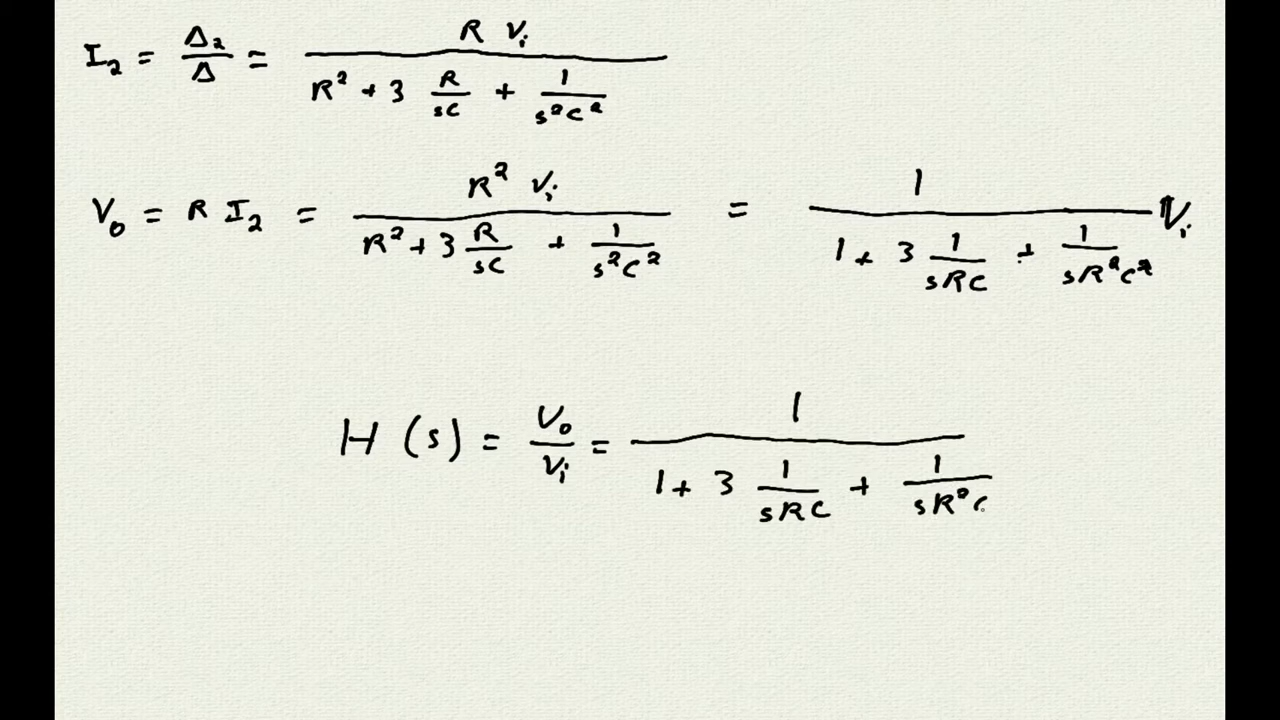 I₂ = Δ₂/Δ = R Vᵢ / (R² + 3 R/sC + 1/s²C²)
V₀ = R I₂ = R² Vᵢ / (R² + 3 R/sC + 1/s²C²) = 1 / (1 + 3 1/sRC + 1/sR²C²) Vᵢ
H (s) = V₀/Vᵢ = 1 / (1 + 3 1/sRC + 1/sR²C)